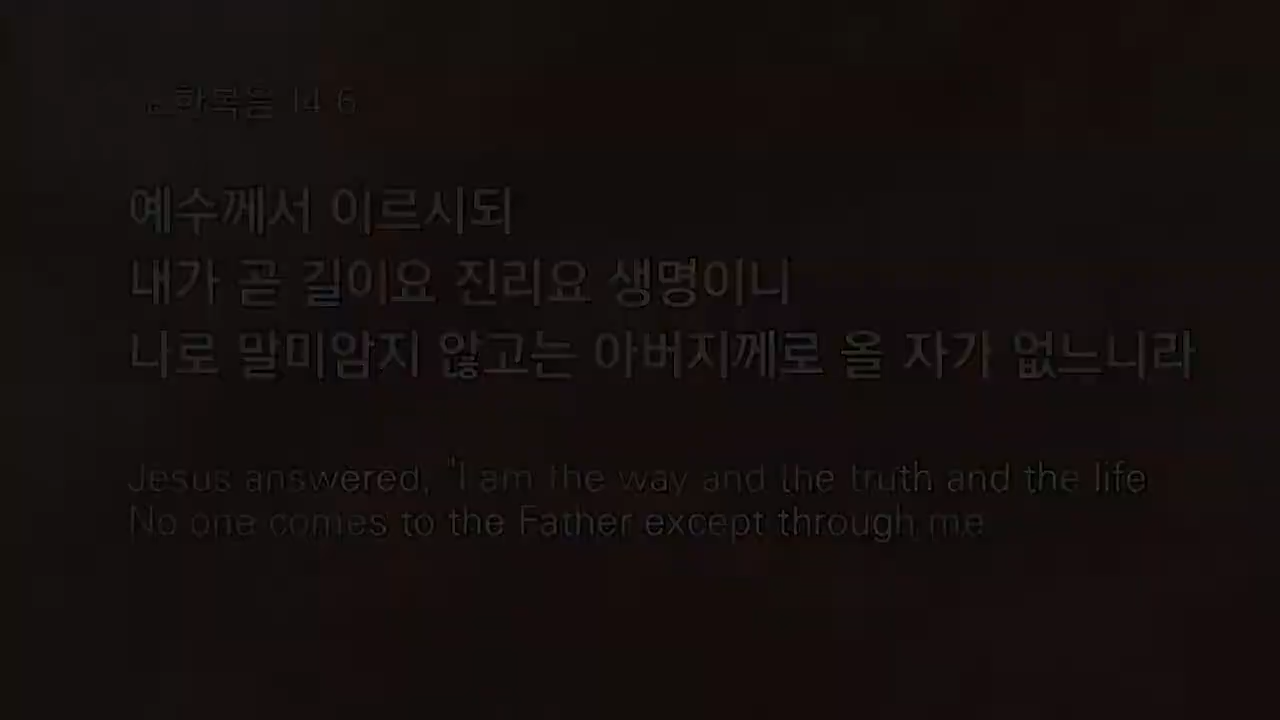 요한복음 14 6
예수께서 이르시되
내가 곧 길이요 진리요 생명이니
나로 말미암지 않고는 아버지께로 올 자가 없느니라
Jesus answered, "I am the way and the truth and the life
No one comes to the Father except through me